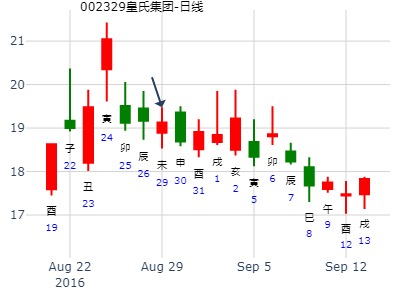 002329皇氏集团-日线
21
20
19
18
17
酉
19
子
22
丑
23
寅
24
卯
25
辰
26
未
29
申
30
酉
31
戌
1
亥
2
寅
5
卯
6
辰
7
巳
8
午
9
酉
12
戌
13
Aug 22
2016
Aug 29
Sep 5
Sep 12